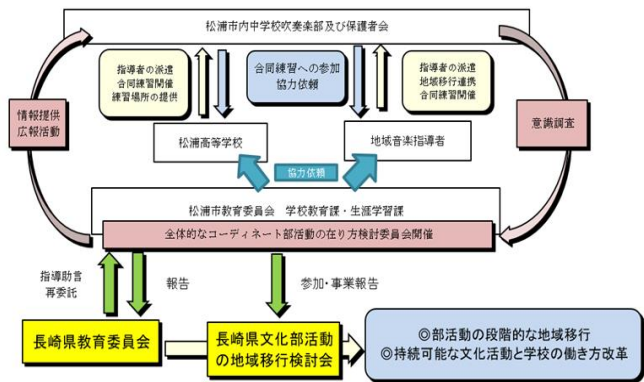 松浦市内中学校吹奏楽部及び保護者会
指導者の派遣
合同練習開催
練習場所の提供
合同練習への参加
協力依頼
指導者の派遣
地域移行連携
合同練習開催
情報提供
広報活動
松浦高等学校
地域音楽指導者
意識調査
協力依頼
松浦市教育委員会 学校教育課・生涯学習課
全体的なコーディネート部活動の在り方検討委員会開催
指導助言
再委託
報告
参加・事業報告
長崎県教育委員会
長崎県文化部活動
の地域移行検討会
◎部活動の段階的な地域移行
◎持続可能な文化活動と学校の働き方改革